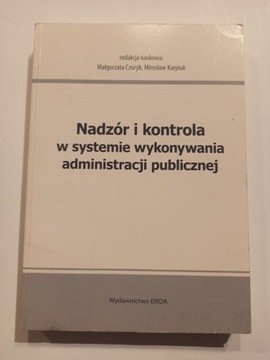 redakcja naukowa:
Małgorzata Czuryk, Mirosław Karpiuk
Nadzór i kontrola
w systemie wykonywania
administracji publicznej
Wydawnictwo ERIDA